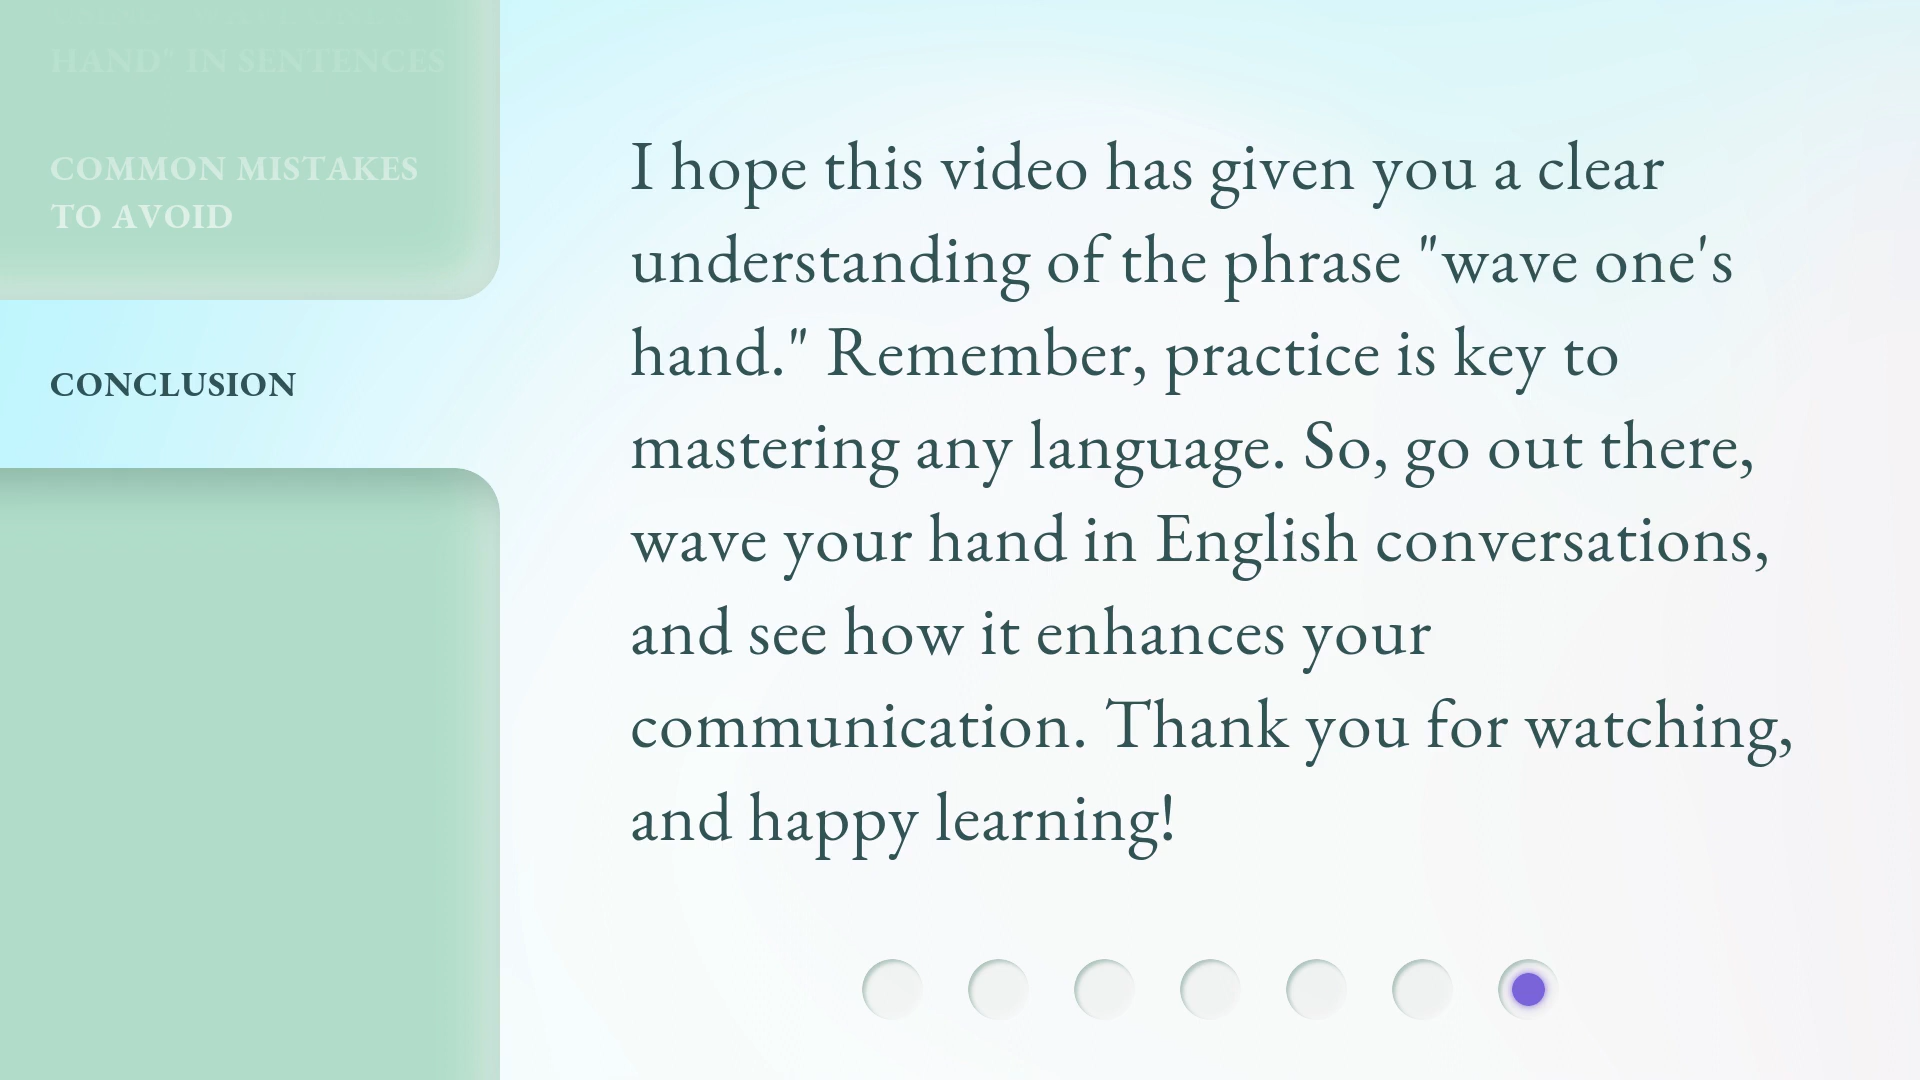 HAND" IN SENTENCES
COMMON MISTAKES
TO AVOID
CONCLUSION
I hope this video has given you a clear
understanding of the phrase "wave one's
hand." Remember, practice is key to
mastering any language. So, go out there,
wave your hand in English conversations,
and see how it enhances your
communication. Thank you for watching,
and happy learning!